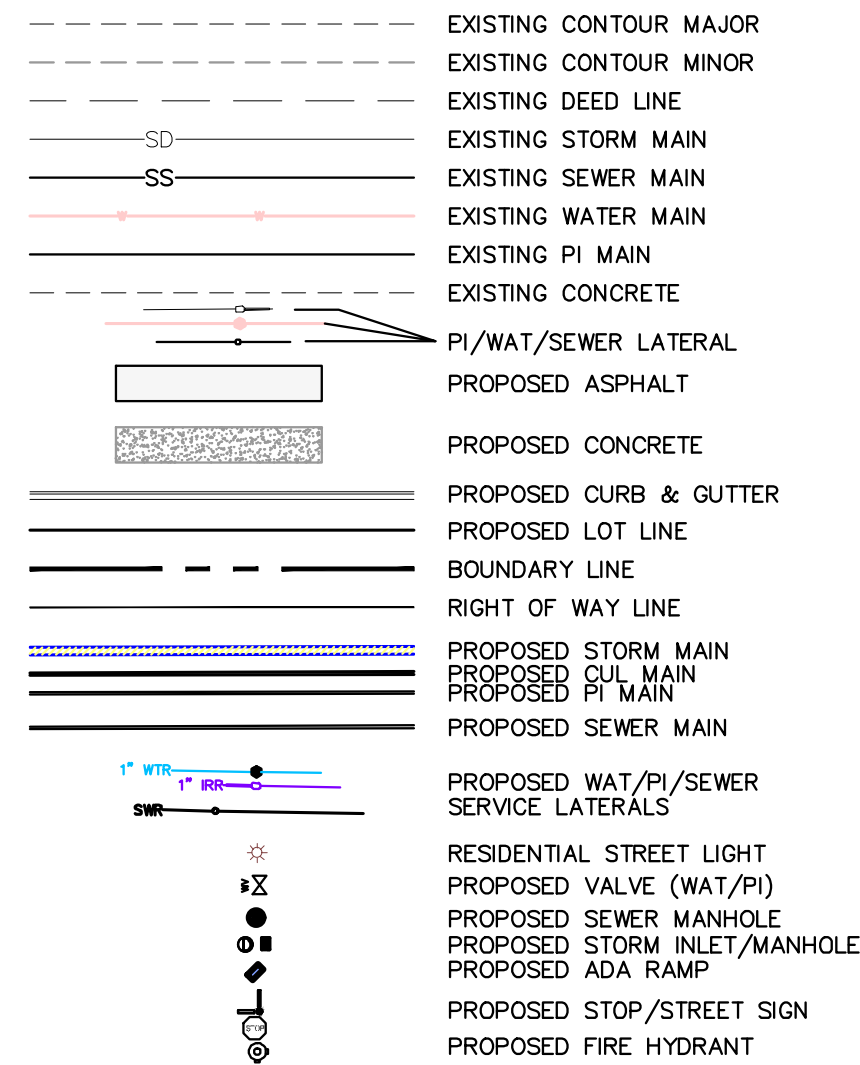 EXISTING CONTOUR MAJOR
EXISTING CONTOUR MINOR
EXISTING DEED LINE
SD EXISTING STORM MAIN
SS EXISTING SEWER MAIN
W W EXISTING WATER MAIN
EXISTING PI MAIN
EXISTING CONCRETE
PI/WAT/SEWER LATERAL
PROPOSED ASPHALT
PROPOSED CONCRETE
PROPOSED CURB & GUTTER
PROPOSED LOT LINE
BOUNDARY LINE
RIGHT OF WAY LINE
PROPOSED STORM MAIN
PROPOSED CUL MAIN
PROPOSED PI MAIN
PROPOSED SEWER MAIN
1" WTR
1" IRR PROPOSED WAT/PI/SEWER
SWR SERVICE LATERALS
RESIDENTIAL STREET LIGHT
WV PROPOSED VALVE (WAT/PI)
PROPOSED SEWER MANHOLE
PROPOSED STORM INLET/MANHOLE
PROPOSED ADA RAMP
PROPOSED STOP/STREET SIGN
STOP
PROPOSED FIRE HYDRANT